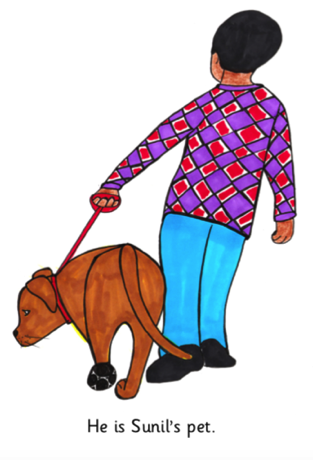 He is Sunil's pet.